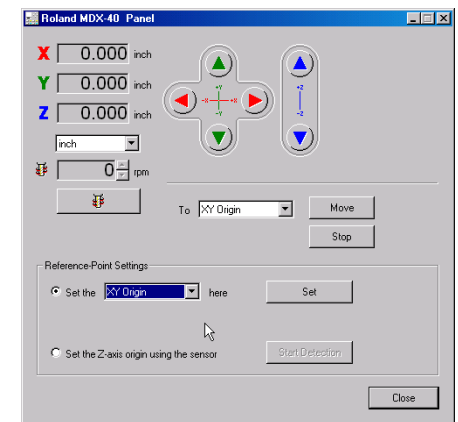 Roland MDX-40 Panel
X 0.000 inch
Y 0.000 inch
Z 0.000 inch
+Y
-X +X
-Y
+Z
-Z
inch
0 rpm
To XY Origin Move
Stop
Reference-Point Settings
Set the XY Origin here Set
Set the Z-axis origin using the sensor Start Detection
Close